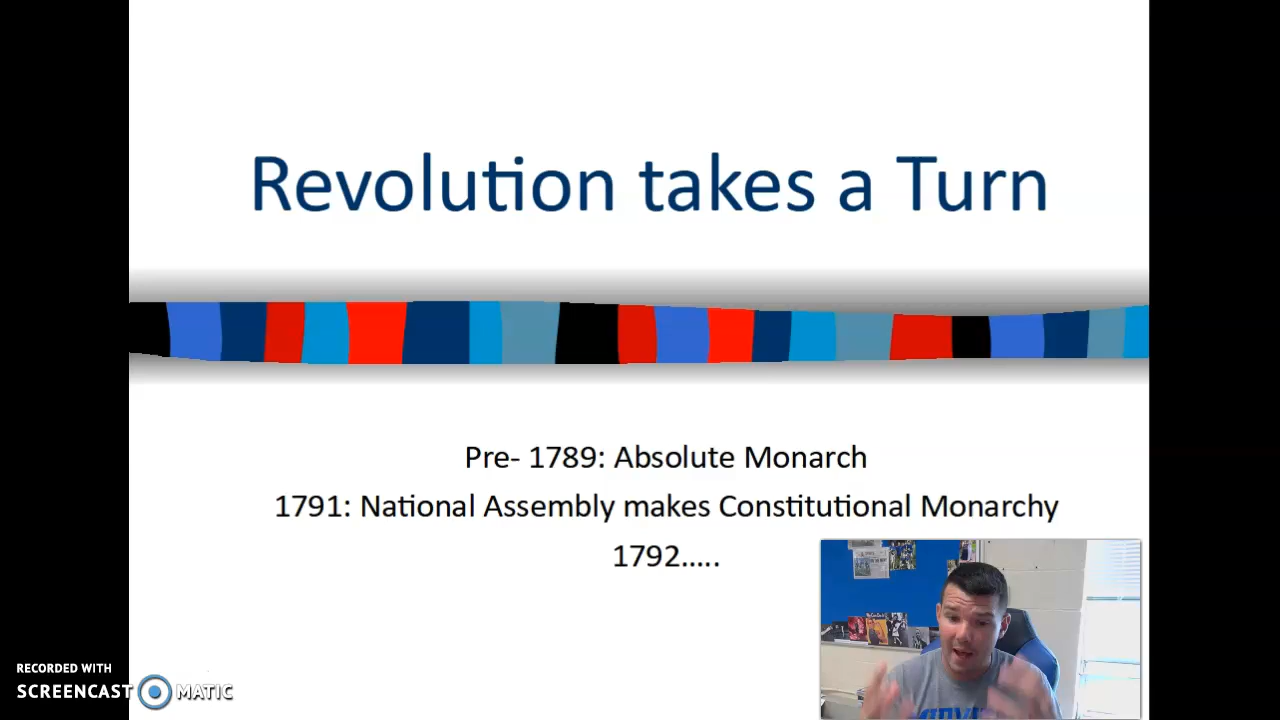 Revolution takes a Turn
Pre- 1789: Absolute Monarch
1791: National Assembly makes Constitutional Monarchy
1792.....
RECORDED WITH
SCREENCAST MATIC